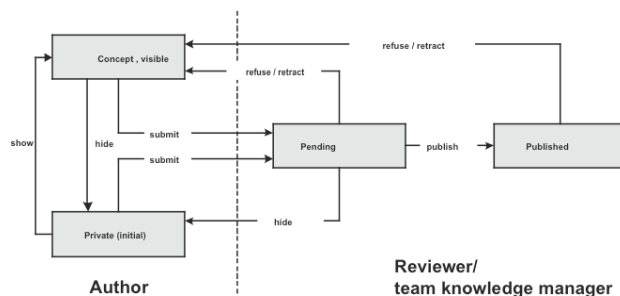 refuse / retract
Concept , visible
refuse / retract
show
hide
submit
submit
Pending
publish
Published
hide
Private (initial)
Author
Reviewer/
team knowledge manager